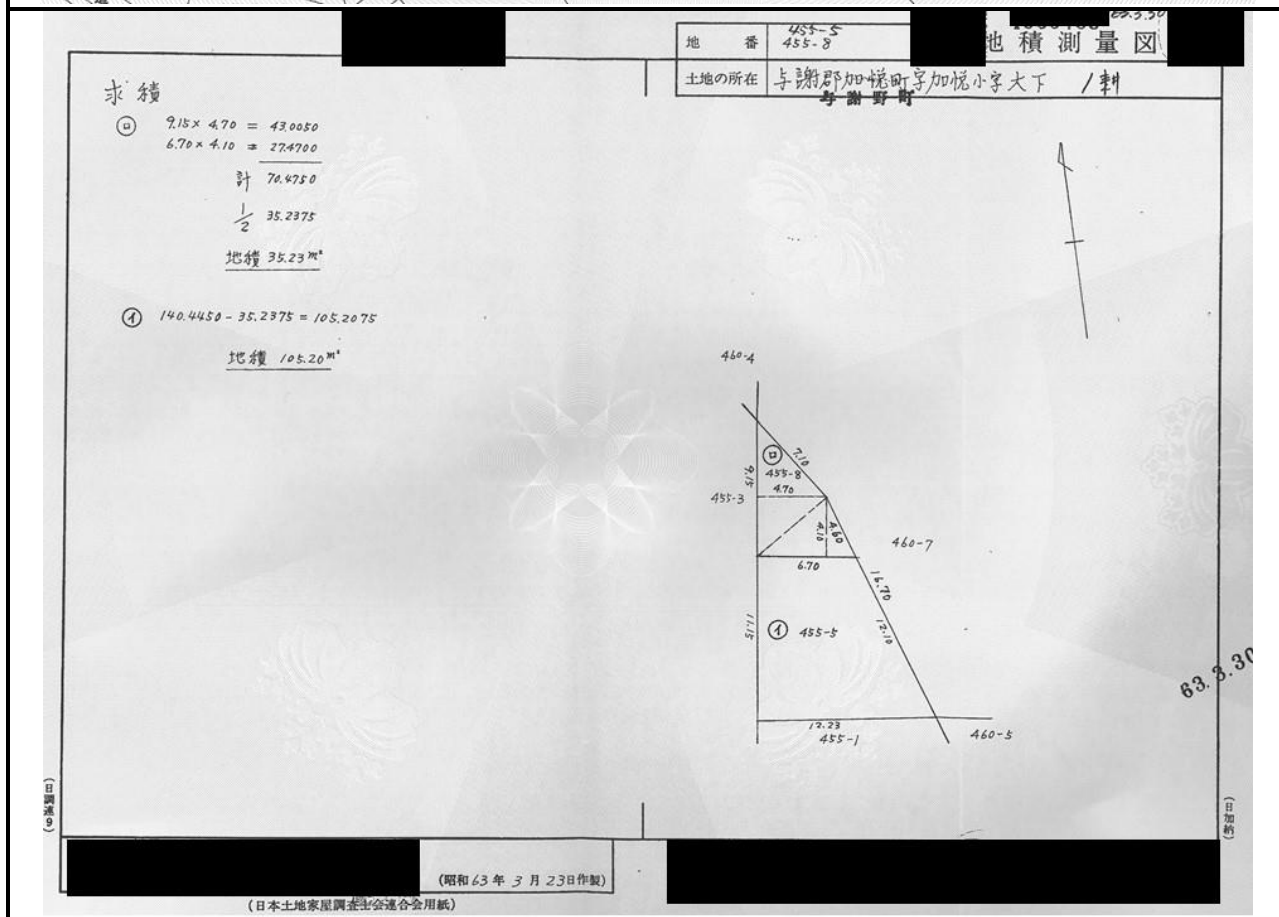 地番 455-5
455-8
地積測量図
土地の所在 与謝郡加悦町字加悦小字大下
与謝野町
求積
ロ 9.15 × 4.70 = 43.0050
6.70 × 4.10 = 27.4700
計 70.4750
1/2 35.2375
地積 35.23m²
イ 140.4450 - 35.2375 = 105.2075
地積 105.20m²
460-4
ロ
7.10
455-8
9.15
4.70
455-3
4.10
4.60
460-7
6.70
16.70
11.15
イ 455-5
12.10
12.23
455-1
460-5
63.3.30
(日調連9)
(日加納)
(昭和63年3月23日作製)
(日本土地家屋調査士会連合会用紙)